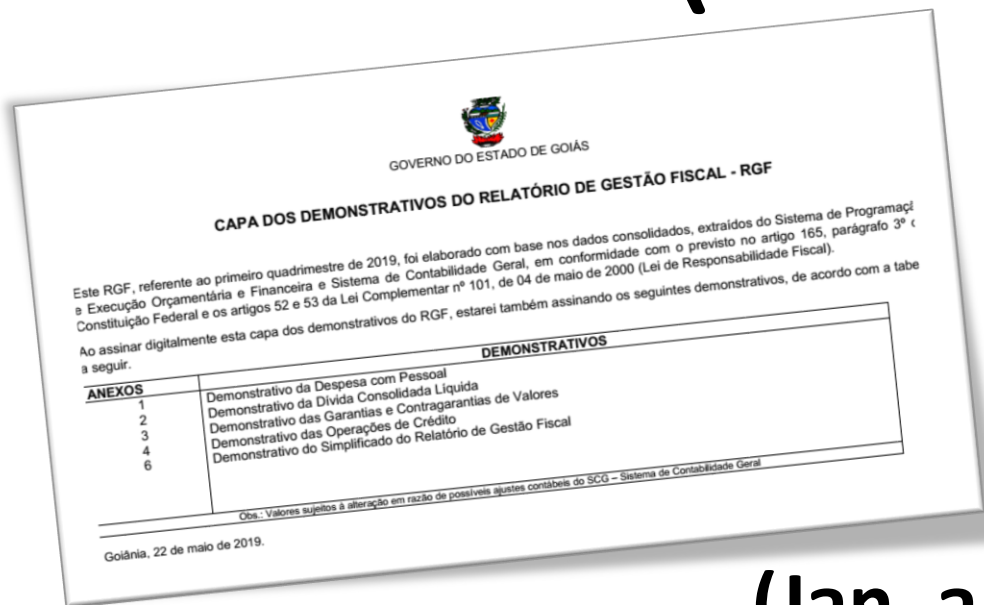 GOVERNO DO ESTADO DE GOIÁS
CAPA DOS DEMONSTRATIVOS DO RELATÓRIO DE GESTÃO FISCAL - RGF
Este RGF, referente ao primeiro quadrimestre de 2019, foi elaborado com base nos dados consolidados, extraídos do Sistema de Programaçã
e Execução Orçamentária e Financeira e Sistema de Contabilidade Geral, em conformidade com o previsto no artigo 165, parágrafo 3º
Constituição Federal e os artigos 52 e 53 da Lei Complementar nº 101, de 04 de maio de 2000 (Lei de Responsabilidade Fiscal).
Ao assinar digitalmente esta capa dos demonstrativos do RGF, estarei também assinando os seguintes demonstrativos, de acordo com a tabe
a seguir.
ANEXOS DEMONSTRATIVOS
1 Demonstrativo da Despesa com Pessoal
2 Demonstrativo da Dívida Consolidada Líquida
3 Demonstrativo das Garantias e Contragarantias de Valores
4 Demonstrativo das Operações de Crédito
6 Demonstrativo do Simplificado do Relatório de Gestão Fiscal
Obs.: Valores sujeitos à alteração em razão de possíveis ajustes contábeis do SCG – Sistema de Contabilidade Geral
Goiânia, 22 de maio de 2019.
(Jan a